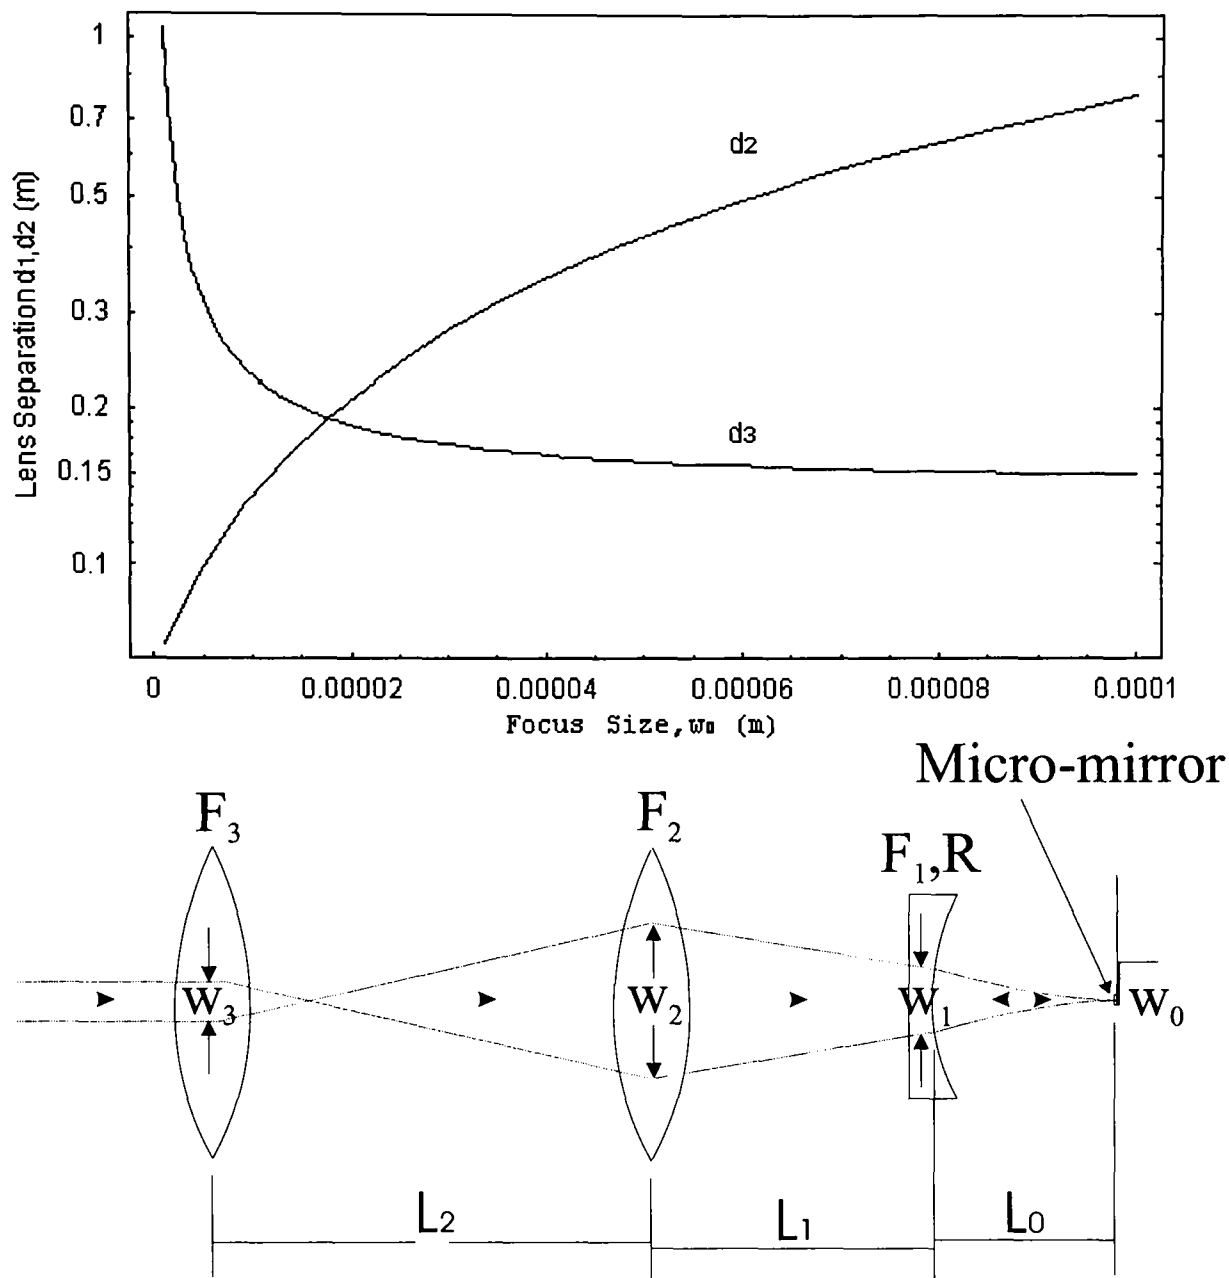 1
0.7
0.5
0.3
0.2
0.15
0.1
Lens Separation d1,d2 (m)
d2
d3
0 0.00002 0.00004 0.00006 0.00008 0.0001
Focus Size,w0 (m)
Micro-mirror
F3 F2 F1,R
w3 w2 w1 w0
L2 L1 L0